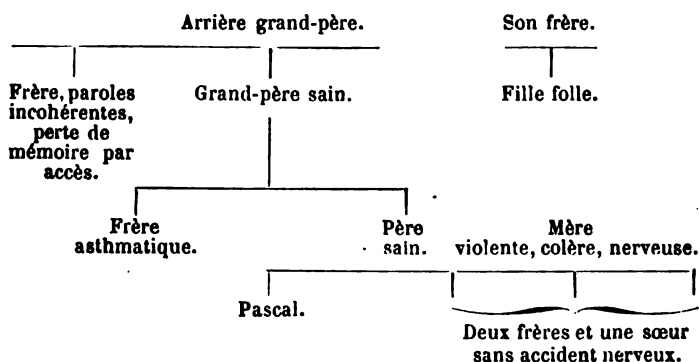 Arrière grand-père. Son frère.
Frère, paroles
incohérentes,
perte de
mémoire par
accès.
Grand-père sain.
Fille folle.
Frère
asthmatique.
Père
sain.
Mère
violente, colère, nerveuse.
Pascal.
Deux frères et une sœur
sans accident nerveux.